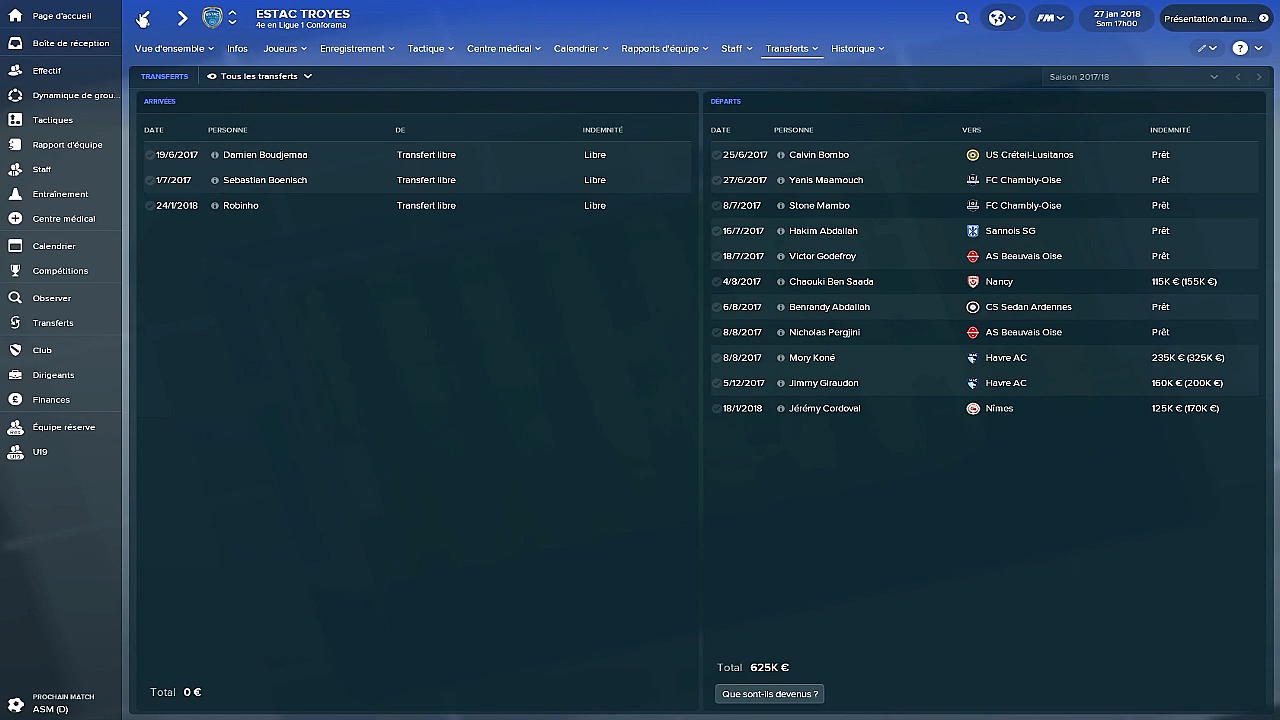 Page d'accueil
Boîte de réception
Effectif
Dynamique de grou...
Tactiques
Rapport d'équipe
Staff
Entraînement
Centre médical
Calendrier
Compétitions
Observer
Transferts
Club
Dirigeants
Finances
Équipe réserve
U19
PROCHAIN MATCH
ASM (D)
ESTAC TROYES
4e en Ligue 1 Conforama
FM
27 jan 2018
Sam 17h00
Présentation du ma...
Vue d'ensemble Infos Joueurs Enregistrement Tactique Centre médical Calendrier Rapports d'équipe Staff Transferts Historique
?
TRANSFERTS Tous les transferts Saison 2017/18
ARRIVÉES
DATE PERSONNE DE INDEMNITÉ
19/6/2017 Damien Boudjemaa Transfert libre Libre
1/7/2017 Sebastian Boenisch Transfert libre Libre
24/1/2018 Robinho Transfert libre Libre
Total 0 €
DÉPARTS
DATE PERSONNE VERS INDEMNITÉ
25/6/2017 Calvin Bombo US Créteil-Lusitanos Prêt
27/6/2017 Yanis Maamouch FC Chambly-Oise Prêt
8/7/2017 Stone Mambo FC Chambly-Oise Prêt
16/7/2017 Hakim Abdallah Sannois SG Prêt
18/7/2017 Victor Godefroy AS Beauvais Oise Prêt
4/8/2017 Chaouki Ben Saada Nancy 115K € (155K €)
6/8/2017 Benrandy Abdallah CS Sedan Ardennes Prêt
8/8/2017 Nicholas Pergjini AS Beauvais Oise Prêt
8/8/2017 Mory Koné Havre AC 235K € (325K €)
5/12/2017 Jimmy Giraudon Havre AC 160K € (200K €)
18/1/2018 Jérémy Cordoval Nîmes 125K € (170K €)
Total 625K €
Que sont-ils devenus ?